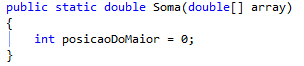 public static double Soma(double[] array)
{
    int posicaoDoMaior = 0;
}